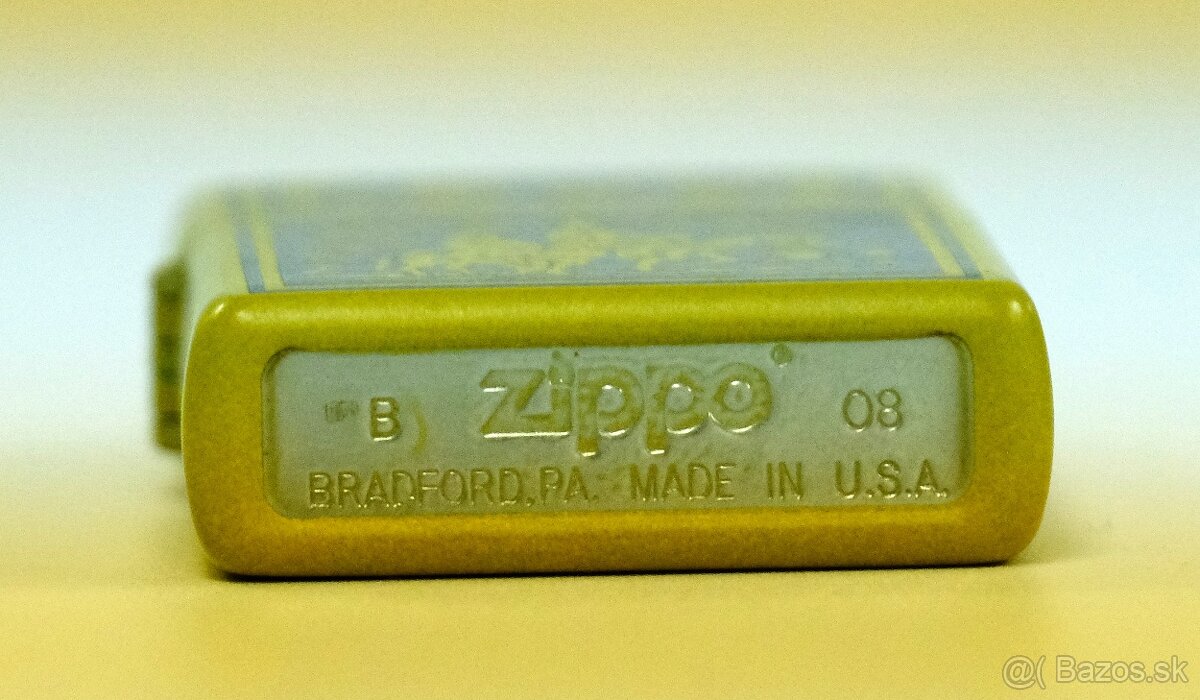 B zippo® 08
BRADFORD, PA. MADE IN U.S.A.
@( Bazos.sk